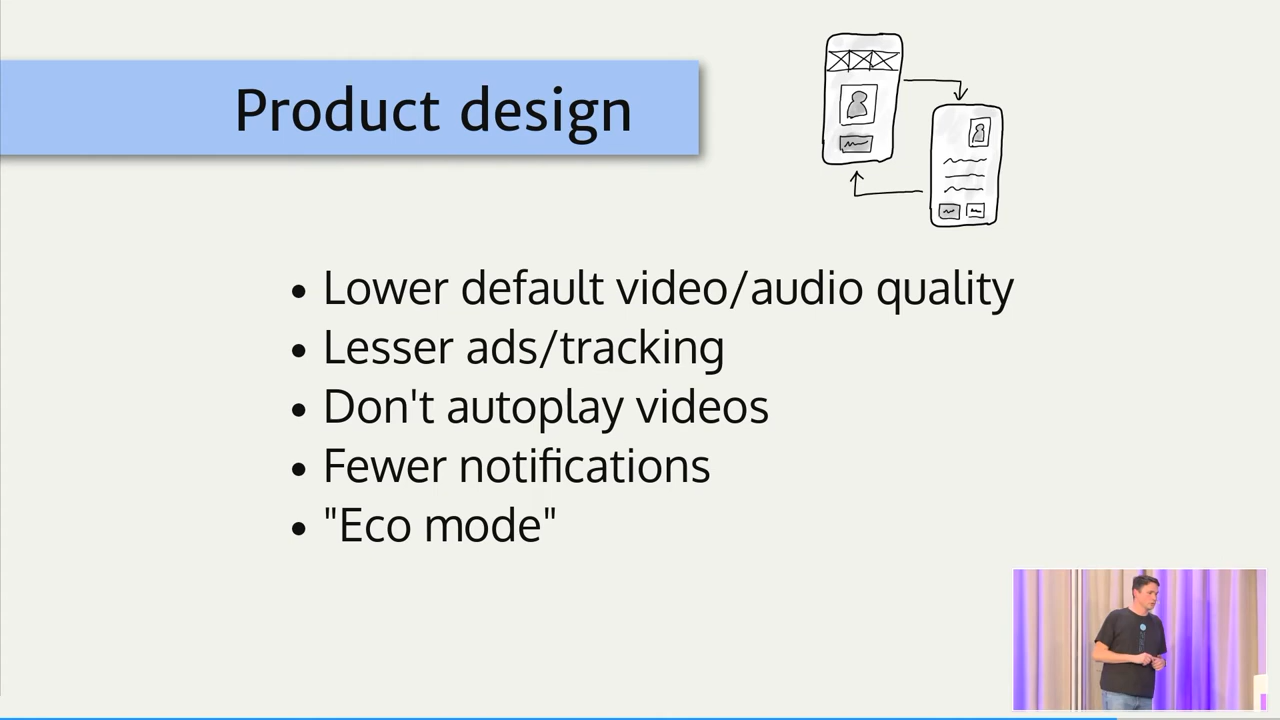 Product design
• Lower default video/audio quality
• Lesser ads/tracking
• Don't autoplay videos
• Fewer notifications
• "Eco mode"